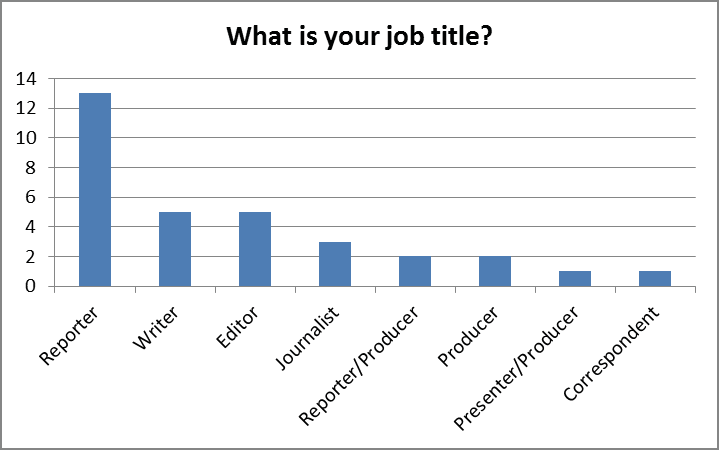 What is your job title?
14
12
10
8
6
4
2
0
Reporter
Writer
Editor
Journalist
Reporter/Producer
Producer
Presenter/Producer
Correspondent